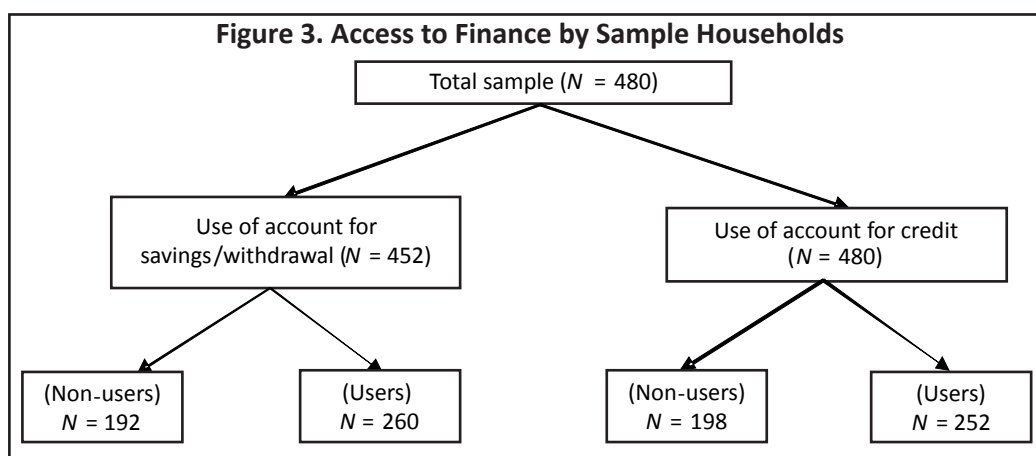 Figure 3. Access to Finance by Sample Households
Total sample (N = 480)
Use of account for
savings/withdrawal (N = 452)
Use of account for credit
(N = 480)
(Non-users)
N = 192
(Users)
N = 260
(Non-users)
N = 198
(Users)
N = 252